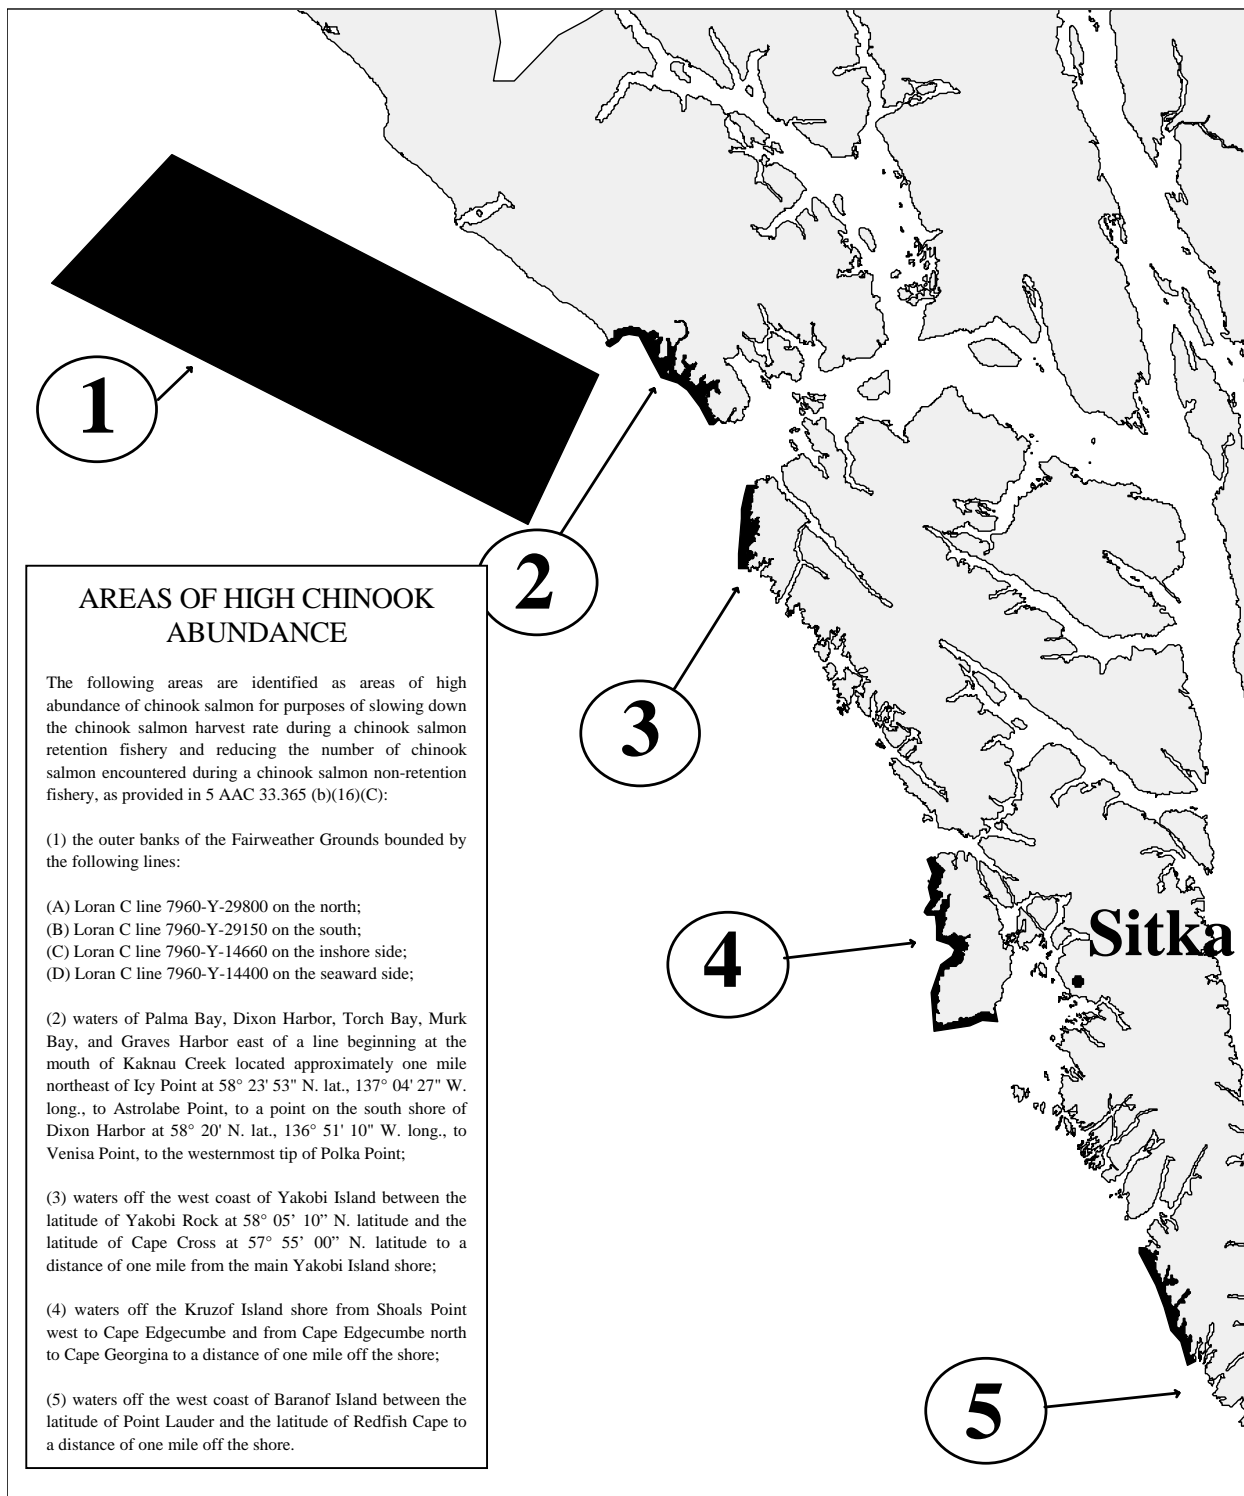 1
2
3
4
Sitka
5
AREAS OF HIGH CHINOOK
ABUNDANCE
The following areas are identified as areas of high
abundance of chinook salmon for purposes of slowing down
the chinook salmon harvest rate during a chinook salmon
retention fishery and reducing the number of chinook
salmon encountered during a chinook salmon non-retention
fishery, as provided in 5 AAC 33.365 (b)(16)(C):
(1) the outer banks of the Fairweather Grounds bounded by
the following lines:
(A) Loran C line 7960-Y-29800 on the north;
(B) Loran C line 7960-Y-29150 on the south;
(C) Loran C line 7960-Y-14660 on the inshore side;
(D) Loran C line 7960-Y-14400 on the seaward side;
(2) waters of Palma Bay, Dixon Harbor, Torch Bay, Murk
Bay, and Graves Harbor east of a line beginning at the
mouth of Kaknau Creek located approximately one mile
northeast of Icy Point at 58° 23' 53" N. lat., 137° 04' 27" W.
long., to Astrolabe Point, to a point on the south shore of
Dixon Harbor at 58° 20' N. lat., 136° 51' 10" W. long., to
Venisa Point, to the westernmost tip of Polka Point;
(3) waters off the west coast of Yakobi Island between the
latitude of Yakobi Rock at 58° 05’ 10” N. latitude and the
latitude of Cape Cross at 57° 55’ 00” N. latitude to a
distance of one mile from the main Yakobi Island shore;
(4) waters off the Kruzof Island shore from Shoals Point
west to Cape Edgecumbe and from Cape Edgecumbe north
to Cape Georgina to a distance of one mile off the shore;
(5) waters off the west coast of Baranof Island between the
latitude of Point Lauder and the latitude of Redfish Cape to
a distance of one mile off the shore.